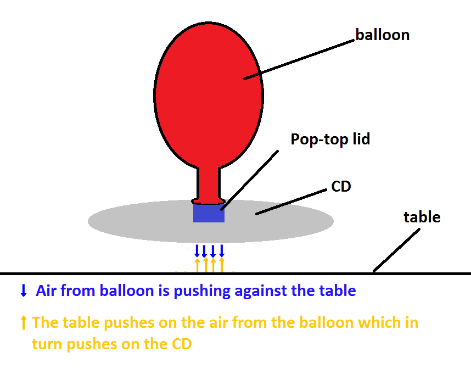 balloon
Pop-top lid
CD
table
Air from balloon is pushing against the table
The table pushes on the air from the balloon which in
turn pushes on the CD